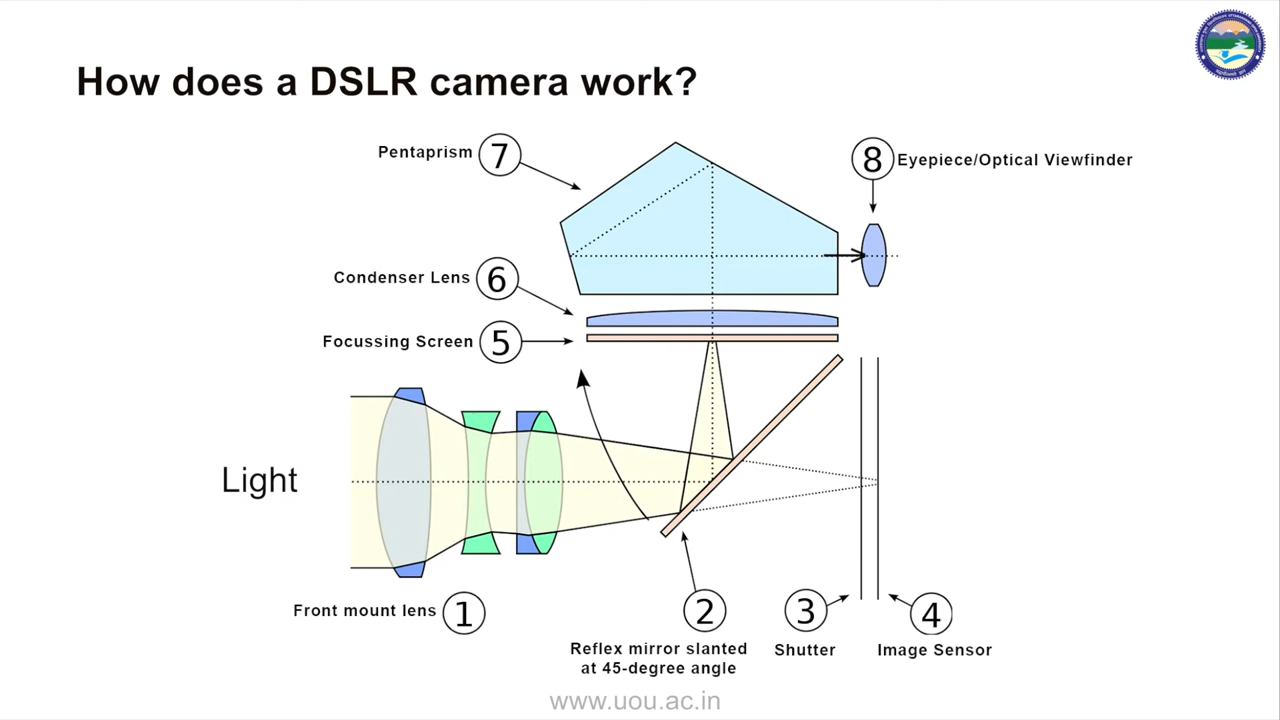 How does a DSLR camera work?
Pentaprism 7
8 Eyepiece/Optical Viewfinder
Condenser Lens 6
Focussing Screen 5
Light
Front mount lens 1
2
Reflex mirror slanted
at 45-degree angle
3
Shutter
4
Image Sensor
www.uou.ac.in